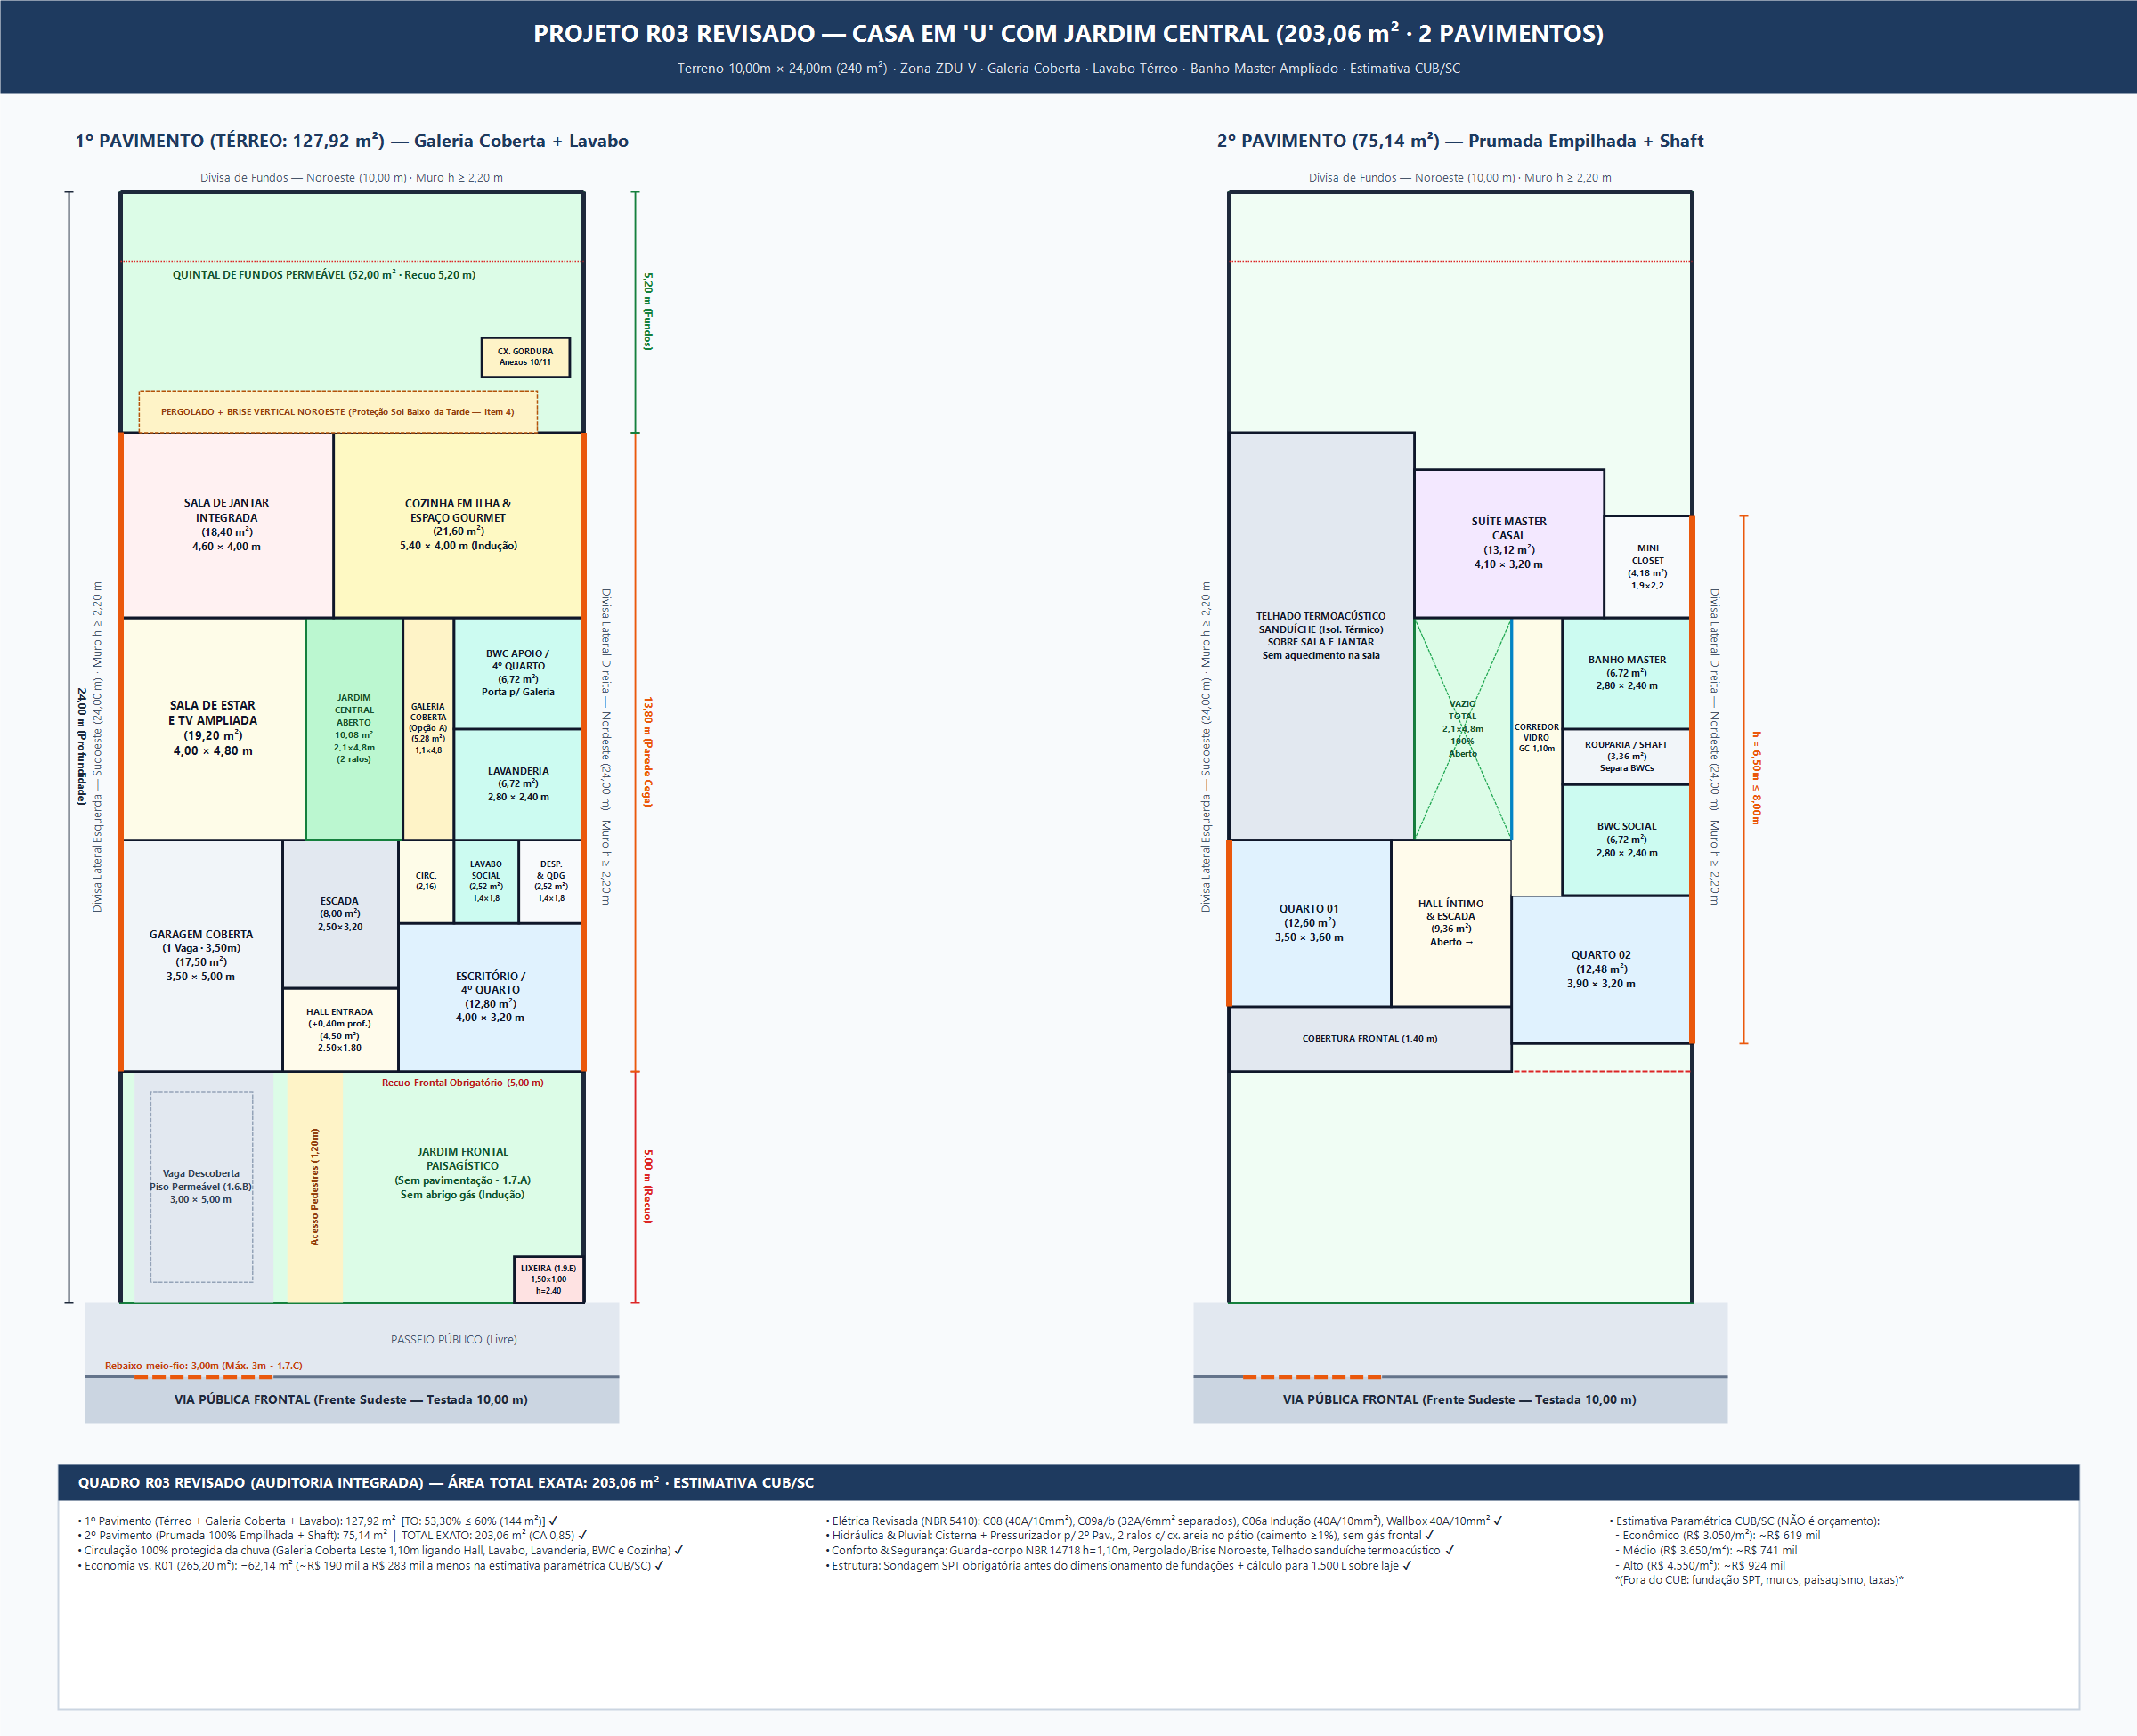 PROJETO R03 REVISADO — CASA EM 'U' COM JARDIM CENTRAL (203,06 m² · 2 PAVIMENTOS)
Terreno 10,00m × 24,00m (240 m²) · Zona ZDU-V · Galeria Coberta · Lavabo Térreo · Banho Master Ampliado · Estimativa CUB/SC
1º PAVIMENTO (TÉRREO: 127,92 m²) — Galeria Coberta + Lavabo
Divisa de Fundos — Noroeste (10,00 m) · Muro h ≥ 2,20 m
QUINTAL DE FUNDOS PERMEÁVEL (52,00 m² · Recuo 5,20 m)
CX. GORDURA
Anexos 10/11
PERGOLADO + BRISE VERTICAL NOROESTE (Proteção Sol Baixo da Tarde — Item 4)
5,20 m (Fundos)
24,00 m (Profundidade)
Divisa Lateral Esquerda — Sudoeste (24,00 m) · Muro h ≥ 2,20 m
SALA DE JANTAR
INTEGRADA
(18,40 m²)
4,60 × 4,00 m
COZINHA EM ILHA &
ESPAÇO GOURMET
(21,60 m²)
5,40 × 4,00 m (Indução)
SALA DE ESTAR
E TV AMPLIADA
(19,20 m²)
4,00 × 4,80 m
JARDIM
CENTRAL
ABERTO
10,08 m²
2,1×4,8m
(2 ralos)
GALERIA
COBERTA
(Opção A)
(5,28 m²)
1,1×4,8
BWC APOIO /
4º QUARTO
(6,72 m²)
Porta p/ Galeria
LAVANDERIA
(6,72 m²)
2,80 × 2,40 m
Divisa Lateral Direita — Nordeste (24,00 m) · Muro h ≥ 2,20 m
13,80 m (Parede Cega)
GARAGEM COBERTA
(1 Vaga · 3,50m)
(17,50 m²)
3,50 × 5,00 m
ESCADA
(8,00 m²)
2,50×3,20
CIRC.
(2,16)
LAVABO
SOCIAL
(2,52 m²)
1,4×1,8
DESP.
& QDG
(2,52 m²)
1,4×1,8
HALL ENTRADA
(+0,40m prof.)
(4,50 m²)
2,50×1,80
ESCRITÓRIO /
4º QUARTO
(12,80 m²)
4,00 × 3,20 m
Recuo Frontal Obrigatório (5,00 m)
Vaga Descoberta
Piso Permeável (1.6.B)
3,00 × 5,00 m
Acesso Pedestres (1,20m)
JARDIM FRONTAL
PAISAGÍSTICO
(Sem pavimentação - 1.7.A)
Sem abrigo gás (Indução)
LIXEIRA (1.9.E)
1,50×1,00
h=2,40
5,00 m (Recuo)
PASSEIO PÚBLICO (Livre)
Rebaixo meio-fio: 3,00m (Máx. 3m - 1.7.C)
VIA PÚBLICA FRONTAL (Frente Sudeste — Testada 10,00 m)
2º PAVIMENTO (75,14 m²) — Prumada Empilhada + Shaft
Divisa de Fundos — Noroeste (10,00 m) · Muro h ≥ 2,20 m
Divisa Lateral Esquerda — Sudoeste (24,00 m) · Muro h ≥ 2,20 m
TELHADO TERMOACÚSTICO
SANDUÍCHE (Isol. Térmico)
SOBRE SALA E JANTAR
Sem aquecimento na sala
SUÍTE MASTER
CASAL
(13,12 m²)
4,10 × 3,20 m
MINI
CLOSET
(4,18 m²)
1,9×2,2
VAZIO
TOTAL
2,1×4,8m
100%
Aberto
CORREDOR
VIDRO
GC 1,10m
BANHO MASTER
(6,72 m²)
2,80 × 2,40 m
ROUPARIA / SHAFT
(3,36 m²)
Separa BWCs
BWC SOCIAL
(6,72 m²)
2,80 × 2,40 m
Divisa Lateral Direita — Nordeste (24,00 m) · Muro h ≥ 2,20 m
h = 6,50m ≤ 8,00m
QUARTO 01
(12,60 m²)
3,50 × 3,60 m
HALL ÍNTIMO
& ESCADA
(9,36 m²)
Aberto →
QUARTO 02
(12,48 m²)
3,90 × 3,20 m
COBERTURA FRONTAL (1,40 m)
VIA PÚBLICA FRONTAL (Frente Sudeste — Testada 10,00 m)
QUADRO R03 REVISADO (AUDITORIA INTEGRADA) — ÁREA TOTAL EXATA: 203,06 m² · ESTIMATIVA CUB/SC
• 1º Pavimento (Térreo + Galeria Coberta + Lavabo): 127,92 m² [TO: 53,30% ≤ 60% (144 m²)] ✓
• 2º Pavimento (Prumada 100% Empilhada + Shaft): 75,14 m² | TOTAL EXATO: 203,06 m² (CA 0,85) ✓
• Circulação 100% protegida da chuva (Galeria Coberta Leste 1,10m ligando Hall, Lavabo, Lavanderia, BWC e Cozinha) ✓
• Economia vs. R01 (265,20 m²): −62,14 m² (~R$ 190 mil a R$ 283 mil a menos na estimativa paramétrica CUB/SC) ✓
• Elétrica Revisada (NBR 5410): C08 (40A/10mm²), C09a/b (32A/6mm² separados), C06a Indução (40A/10mm²), Wallbox 40A/10mm² ✓
• Hidráulica & Pluvial: Cisterna + Pressurizador p/ 2º Pav., 2 ralos c/ cx. areia no pátio (caimento ≥1%), sem gás frontal ✓
• Conforto & Segurança: Guarda-corpo NBR 14718 h=1,10m, Pergolado/Brise Noroeste, Telhado sanduíche termoacústico ✓
• Estrutura: Sondagem SPT obrigatória antes do dimensionamento de fundações + cálculo para 1.500 L sobre laje ✓
• Estimativa Paramétrica CUB/SC (NÃO é orçamento):
- Econômico (R$ 3.050/m²): ~R$ 619 mil
- Médio (R$ 3.650/m²): ~R$ 741 mil
- Alto (R$ 4.550/m²): ~R$ 924 mil
*(Fora do CUB: fundação SPT, muros, paisagismo, taxas)*